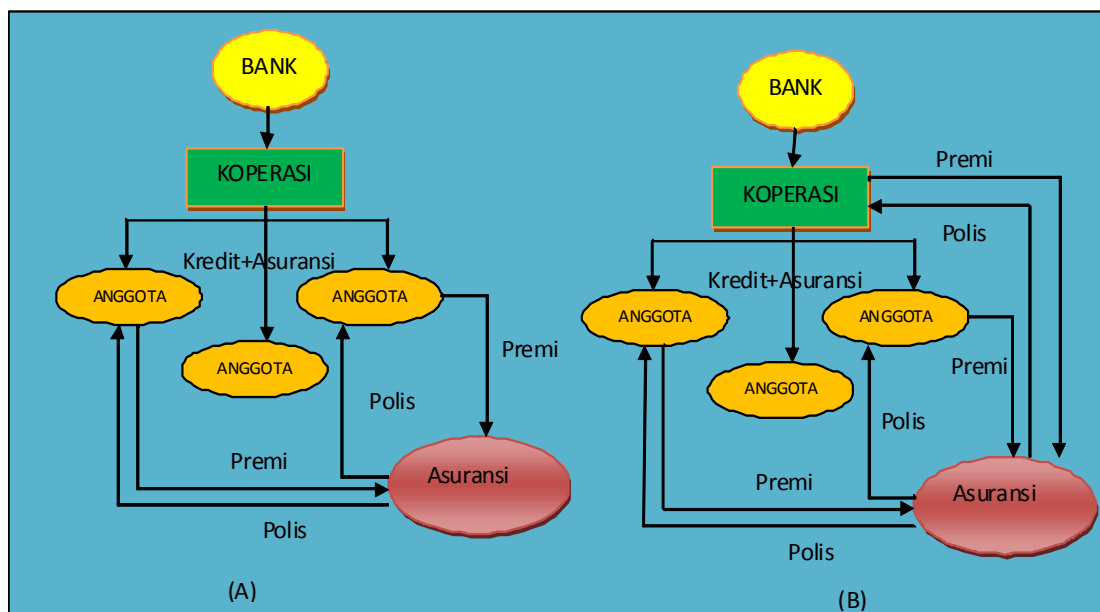 BANK
KOPERASI
Kredit+Asuransi
ANGGOTA
ANGGOTA
ANGGOTA
Premi
Polis
Premi
Asuransi
Polis
(A)
BANK
KOPERASI
Premi
Polis
Kredit+Asuransi
ANGGOTA
ANGGOTA
ANGGOTA
Premi
Polis
Premi
Asuransi
Polis
(B)